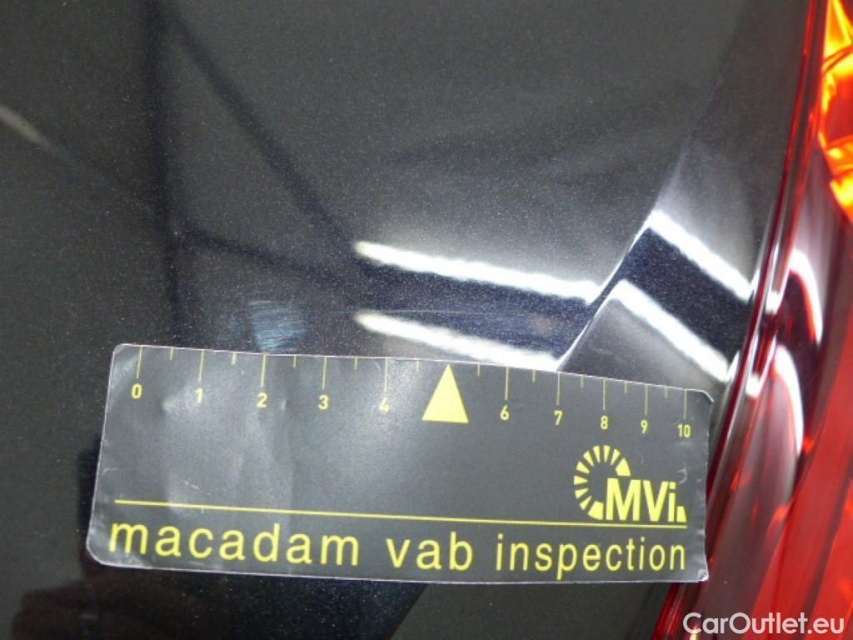 0 1 2 3 4 6 7 8 9 10
MVi
macadam vab inspection
CarOutlet.eu